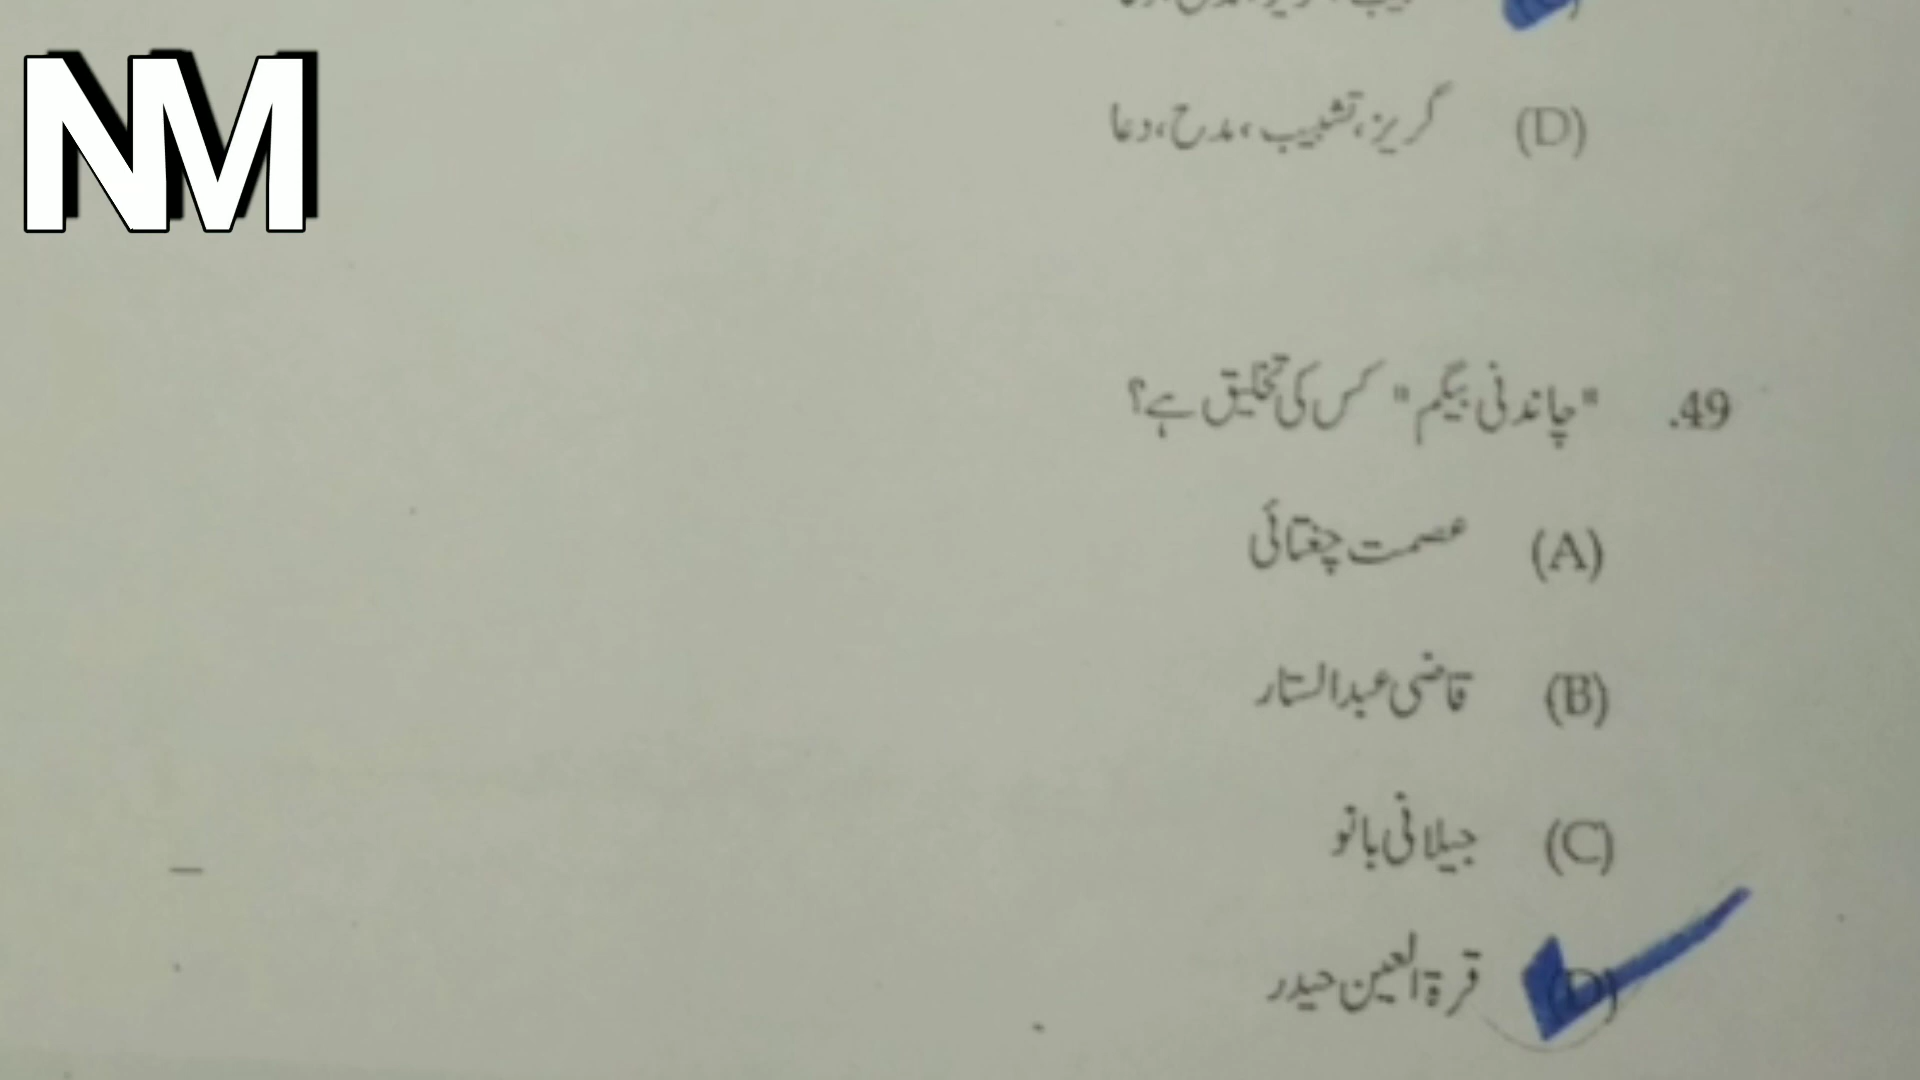 NM
(D) گریز، تشبیب، مدح، دعا
49. "چاندنی بیگم" کس کی تخلیق ہے؟
(A) عصمت چغتائی
(B) قاضی عبدالستار
(C) جیلانی بانو
(D) قرۃ العین حیدر